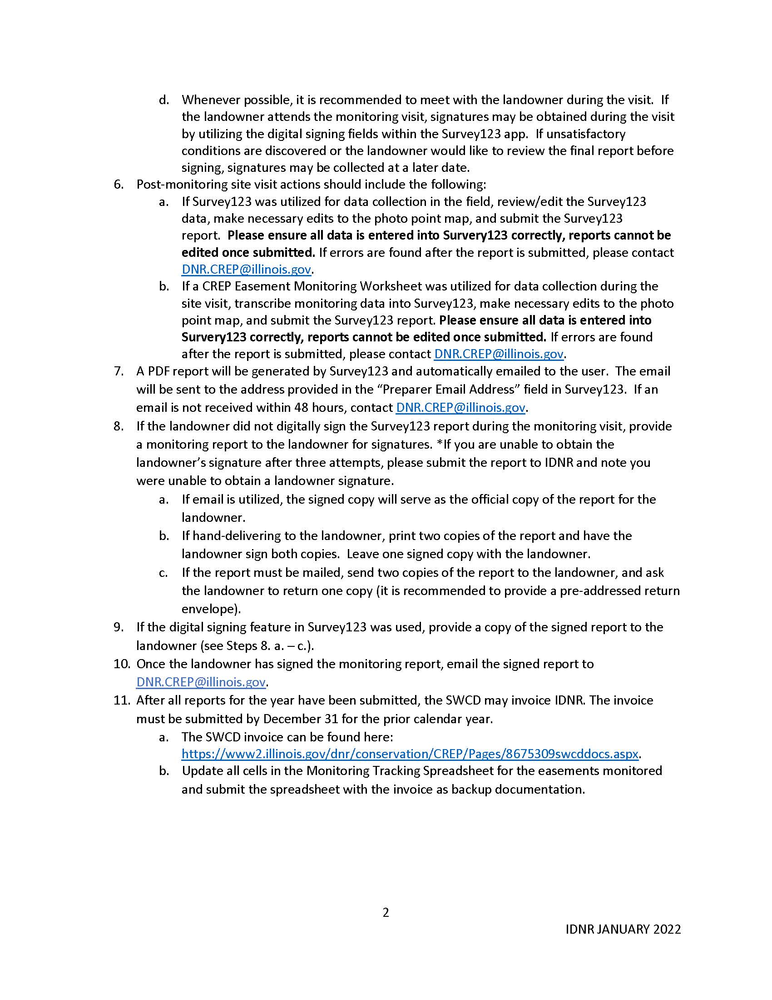 d. Whenever possible, it is recommended to meet with the landowner during the visit.  If
the landowner attends the monitoring visit, signatures may be obtained during the visit
by utilizing the digital signing fields within the Survey123 app.  If unsatisfactory
conditions are discovered or the landowner would like to review the final report before
signing, signatures may be collected at a later date.
6. Post-monitoring site visit actions should include the following:
a. If Survey123 was utilized for data collection in the field, review/edit the Survey123
data, make necessary edits to the photo point map, and submit the Survey123
report.  Please ensure all data is entered into Survery123 correctly, reports cannot be
edited once submitted. If errors are found after the report is submitted, please contact
DNR.CREP@illinois.gov.
b. If a CREP Easement Monitoring Worksheet was utilized for data collection during the
site visit, transcribe monitoring data into Survey123, make necessary edits to the photo
point map, and submit the Survey123 report. Please ensure all data is entered into
Survery123 correctly, reports cannot be edited once submitted. If errors are found
after the report is submitted, please contact DNR.CREP@illinois.gov.
7. A PDF report will be generated by Survey123 and automatically emailed to the user.  The email
will be sent to the address provided in the “Preparer Email Address” field in Survey123.  If an
email is not received within 48 hours, contact DNR.CREP@illinois.gov.
8. If the landowner did not digitally sign the Survey123 report during the monitoring visit, provide
a monitoring report to the landowner for signatures. *If you are unable to obtain the
landowner’s signature after three attempts, please submit the report to IDNR and note you
were unable to obtain a landowner signature.
a. If email is utilized, the signed copy will serve as the official copy of the report for the
landowner.
b. If hand-delivering to the landowner, print two copies of the report and have the
landowner sign both copies.  Leave one signed copy with the landowner.
c. If the report must be mailed, send two copies of the report to the landowner, and ask
the landowner to return one copy (it is recommended to provide a pre-addressed return
envelope).
9. If the digital signing feature in Survey123 was used, provide a copy of the signed report to the
landowner (see Steps 8. a. – c.).
10. Once the landowner has signed the monitoring report, email the signed report to
DNR.CREP@illinois.gov.
11. After all reports for the year have been submitted, the SWCD may invoice IDNR. The invoice
must be submitted by December 31 for the prior calendar year.
a. The SWCD invoice can be found here:
https://www2.illinois.gov/dnr/conservation/CREP/Pages/8675309swcddocs.aspx.
b. Update all cells in the Monitoring Tracking Spreadsheet for the easements monitored
and submit the spreadsheet with the invoice as backup documentation.
2
IDNR JANUARY 2022